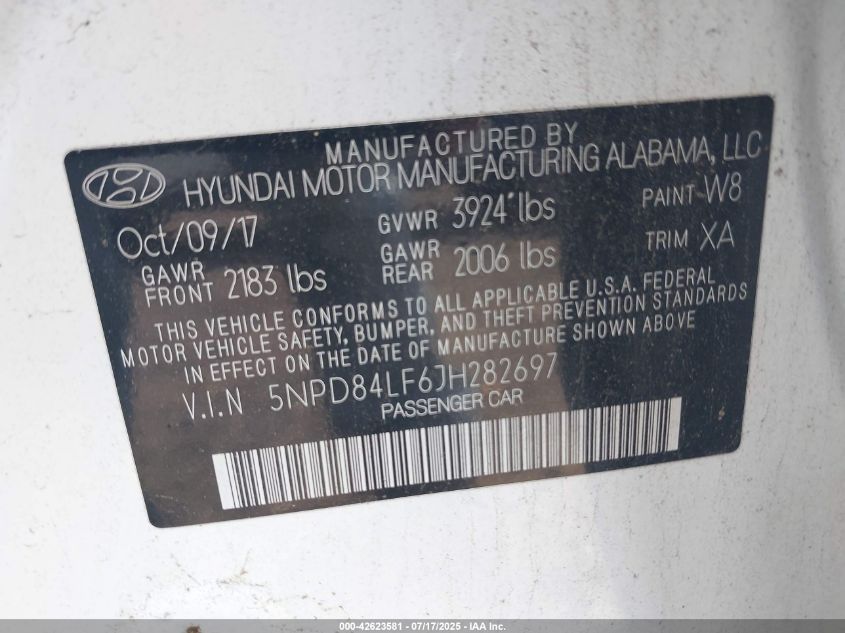 MANUFACTURED BY
HYUNDAI MOTOR MANUFACTURING ALABAMA, LLC
Oct/09/17 GVWR 3924 lbs PAINT W8
GAWR FRONT 2183 lbs GAWR REAR 2006 lbs TRIM XA
THIS VEHICLE CONFORMS TO ALL APPLICABLE U.S.A. FEDERAL
MOTOR VEHICLE SAFETY, BUMPER, AND THEFT PREVENTION STANDARDS
IN EFFECT ON THE DATE OF MANUFACTURE SHOWN ABOVE
V.I.N 5NPD84LF6JH282697
PASSENGER CAR
000-42623581 - 07/17/2025 - IAA Inc.